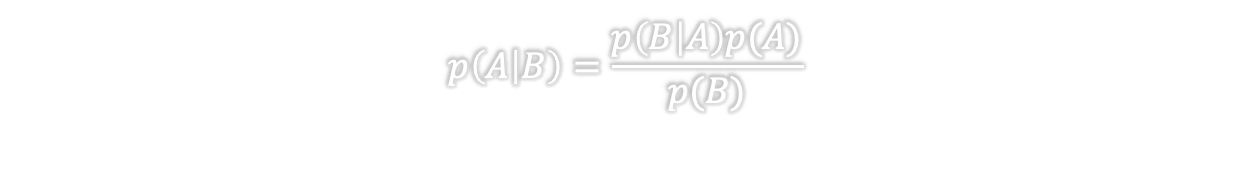 p(A|B) = p(B|A)p(A) / p(B)